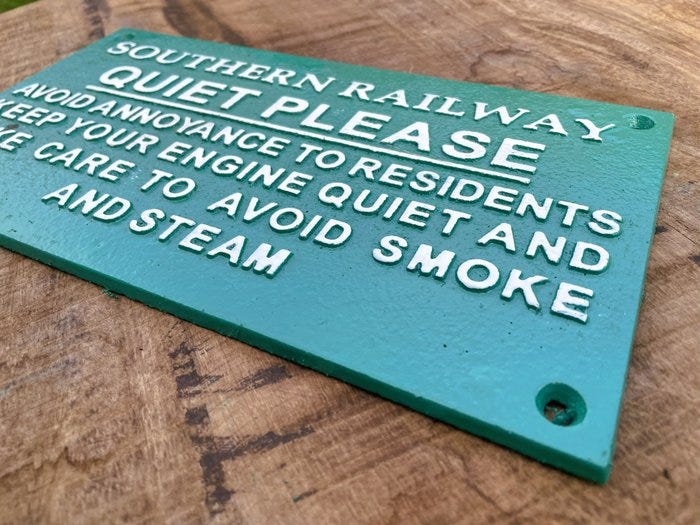 SOUTHERN RAILWAY
QUIET PLEASE
AVOID ANNOYANCE TO RESIDENTS
KEEP YOUR ENGINE QUIET AND
KE CARE TO AVOID SMOKE
AND STEAM